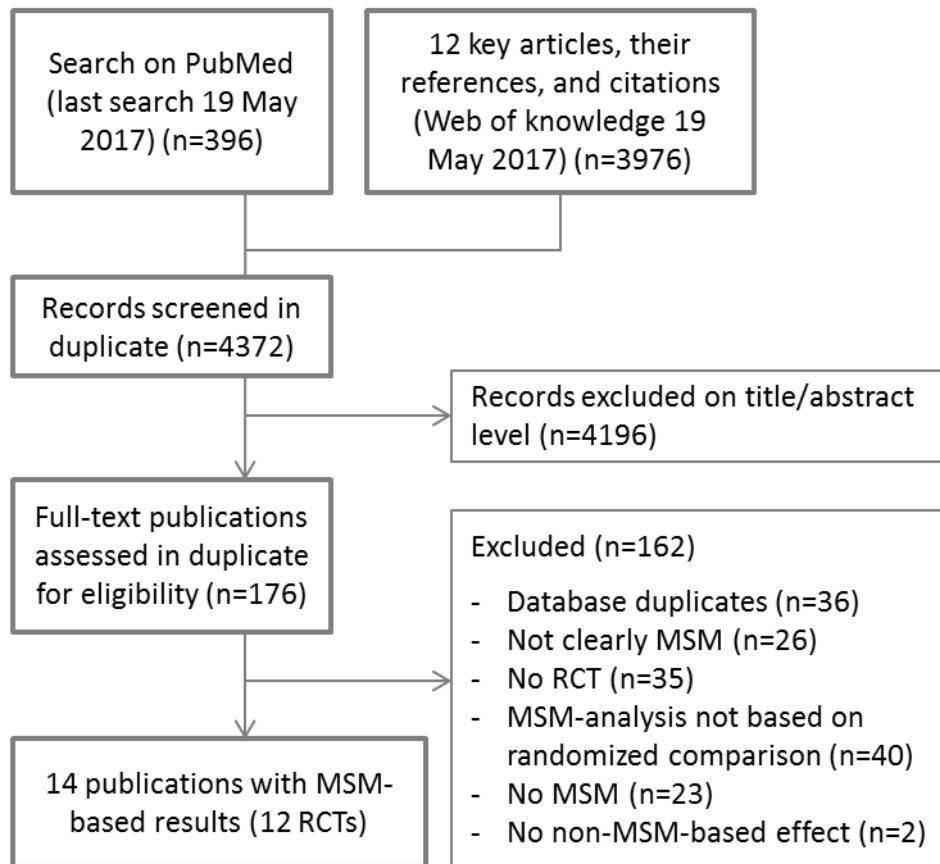 Search on PubMed
(last search 19 May
2017) (n=396)
12 key articles, their
references, and citations
(Web of knowledge 19
May 2017) (n=3976)
Records screened in
duplicate (n=4372)
Records excluded on title/abstract
level (n=4196)
Full-text publications
assessed in duplicate
for eligibility (n=176)
Excluded (n=162)
- Database duplicates (n=36)
- Not clearly MSM (n=26)
- No RCT (n=35)
- MSM-analysis not based on
randomized comparison (n=40)
- No MSM (n=23)
- No non-MSM-based effect (n=2)
14 publications with MSM-
based results (12 RCTs)